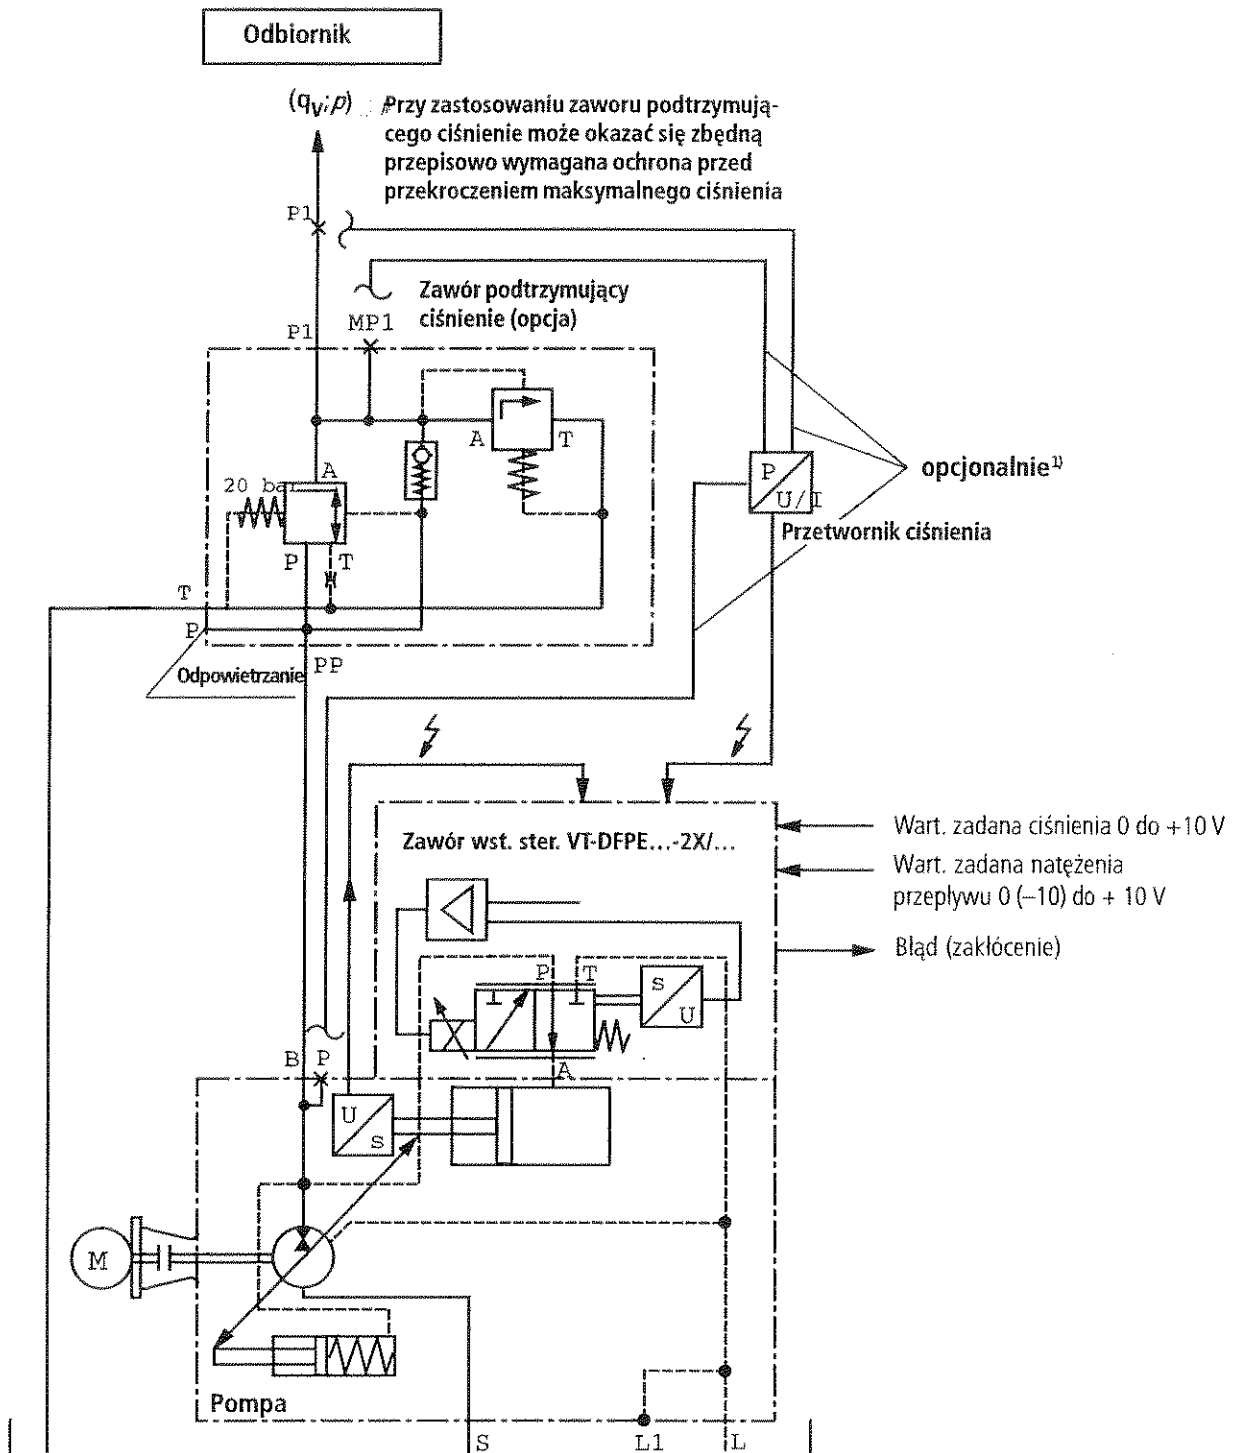 Odbiornik
(qV;p)
Przy zastosowaniu zaworu podtrzymują-
cego ciśnienie może okazać się zbędną
przepisowo wymagana ochrona przed
przekroczeniem maksymalnego ciśnienia
P1
Zawór podtrzymujący
ciśnienie (opcja)
P1
MP1
A
T
A
20 bar
P
T
P
U/I
opcjonalnie¹⁾
Przetwornik ciśnienia
T
P
Odpowietrzanie
PP
Zawór wst. ster. VT-DFPE...-2X/...
Wart. zadana ciśnienia 0 do +10 V
Wart. zadana natężenia
przepływu 0 (–10) do + 10 V
Błąd (zakłócenie)
P
T
S
U
A
B
P
U
S
M
Pompa
S
L1
L